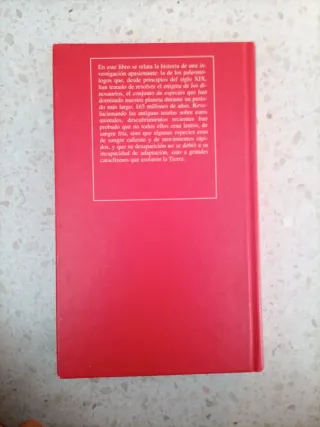 En este libro se relata la historia de una in-
vestigación apasionante: la de los paleontó-
logos que, desde principios del siglo XIX,
han tratado de resolver el enigma de los di-
nosaurios, el conjunto de especies que han
dominado nuestro planeta durante un perío-
do más largo: 165 millones de años. Revo-
lucionando las antiguas teorías sobre estos
animales, descubrimientos recientes han
probado que no todos ellos eran lentos, de
sangre fría, sino que algunas especies eran
de sangre caliente y de movimientos rápi-
dos, y que su desaparición no se debió a su
incapacidad de adaptación, sino a grandes
cataclismos que asolaron la Tierra.